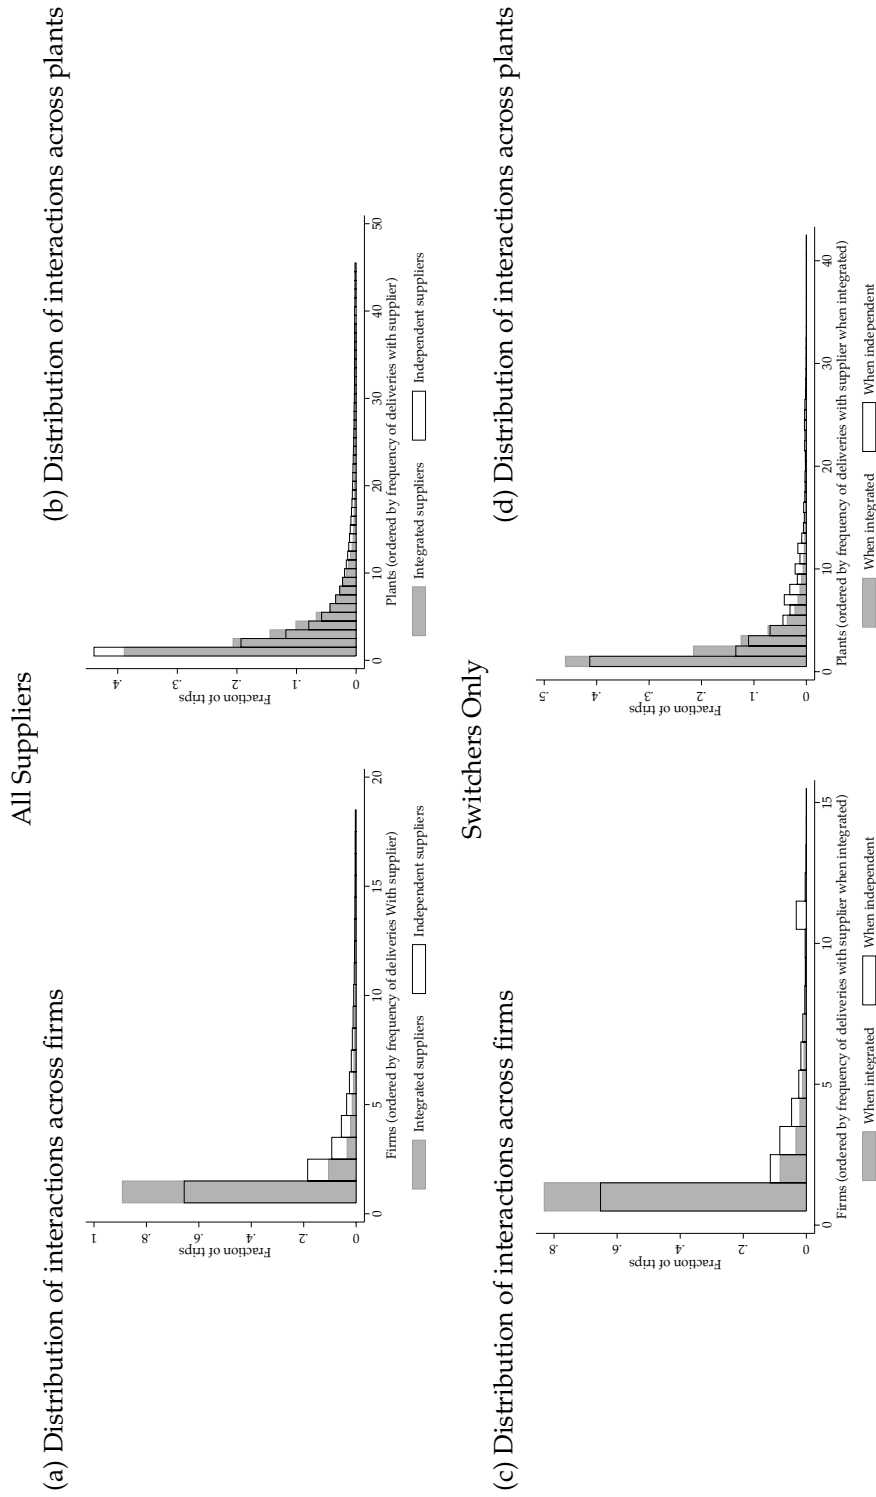 All Suppliers
(a) Distribution of interactions across firms
Fraction of trips
0
.2
.4
.6
.8
1
0
5
10
15
20
Firms (ordered by frequency of deliveries With supplier)
Integrated suppliers
Independent suppliers
(b) Distribution of interactions across plants
Fraction of trips
0
.1
.2
.3
.4
0
10
20
30
40
50
Plants (ordered by frequency of deliveries with supplier)
Integrated suppliers
Independent suppliers
Switchers Only
(c) Distribution of interactions across firms
Fraction of trips
0
.2
.4
.6
.8
0
5
10
15
Firms (ordered by frequency of deliveries with supplier when integrated)
When integrated
When independent
(d) Distribution of interactions across plants
Fraction of trips
0
.1
.2
.3
.4
.5
0
10
20
30
40
Plants (ordered by frequency of deliveries with supplier when integrated)
When integrated
When independent